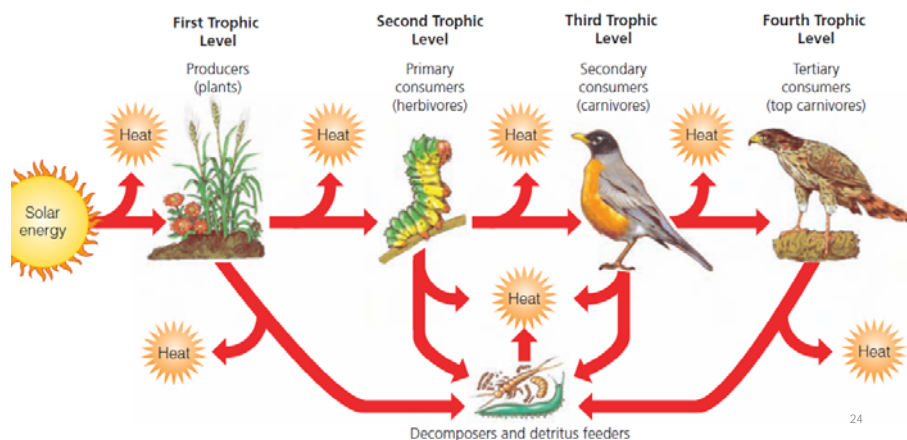 First Trophic
Level
Producers
(plants)
Second Trophic
Level
Primary
consumers
(herbivores)
Third Trophic
Level
Secondary
consumers
(carnivores)
Fourth Trophic
Level
Tertiary
consumers
(top carnivores)
Heat
Heat
Heat
Heat
Solar
energy
Heat
Heat
Heat
24
Decomposers and detritus feeders